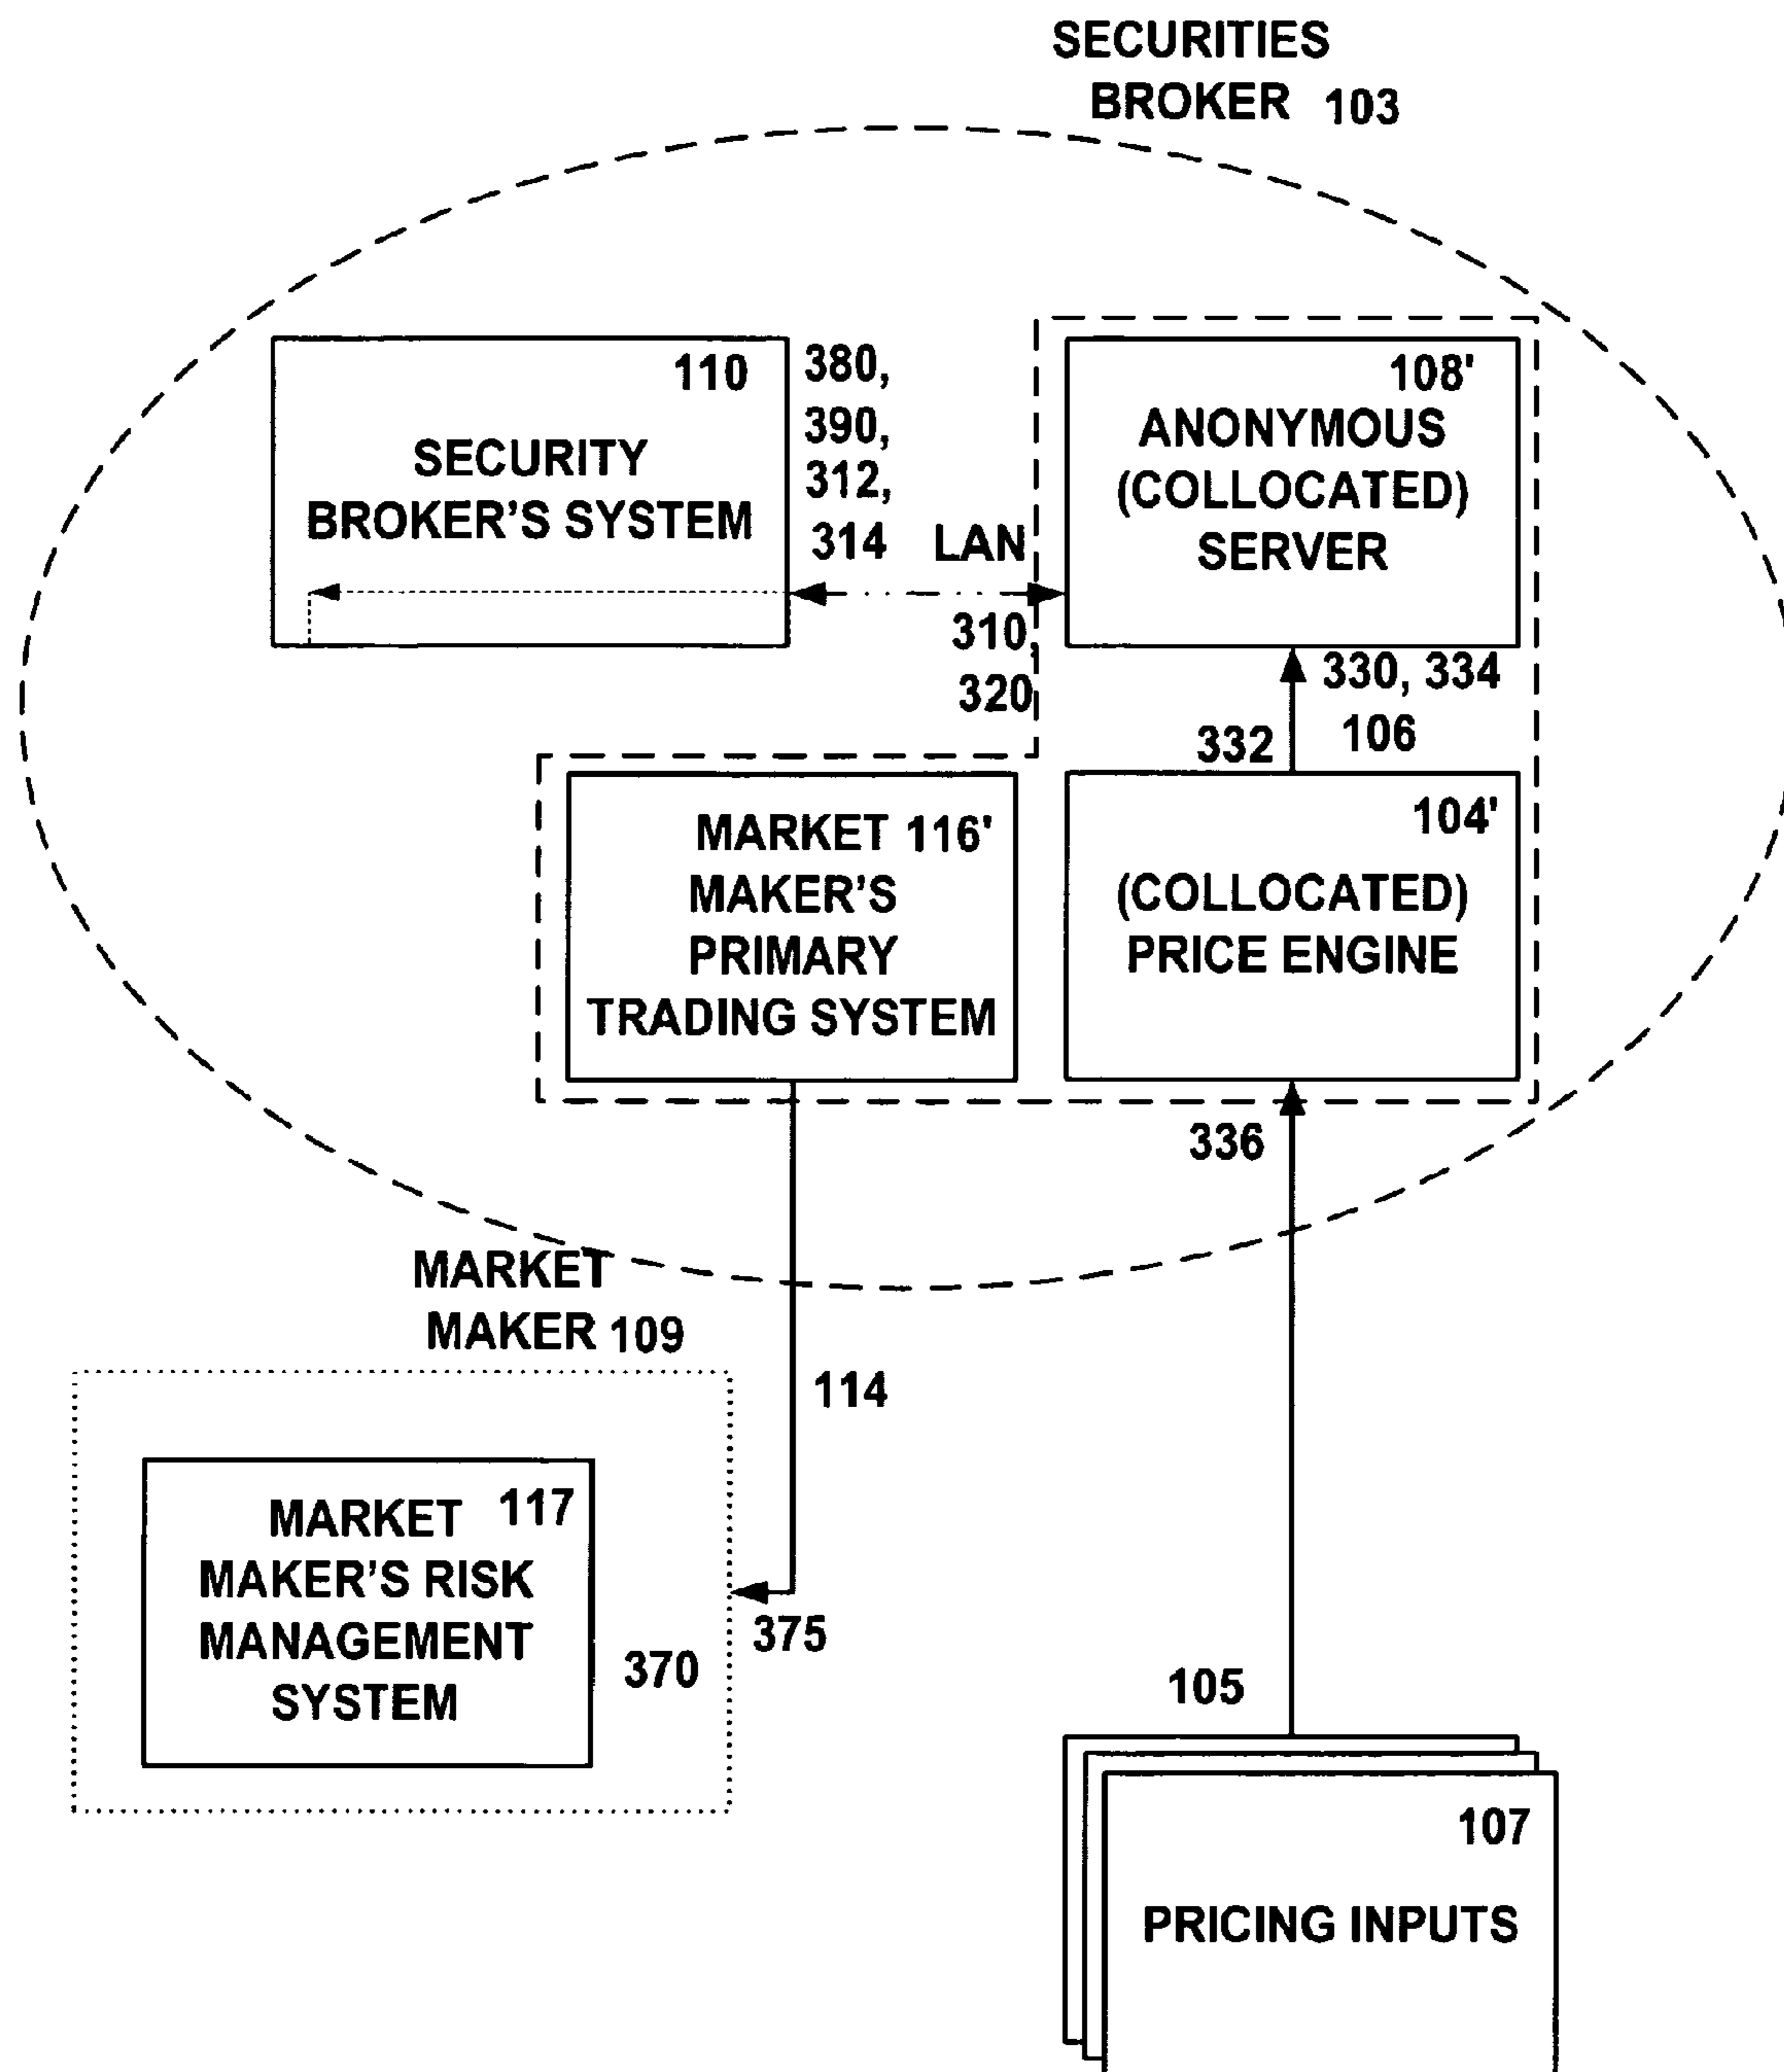 SECURITIES
BROKER 103
110
SECURITY
BROKER'S SYSTEM
380,
390,
312,
314
LAN
310,
320
108'
ANONYMOUS
(COLLOCATED)
SERVER
330, 334
106
332
MARKET 116'
MAKER'S
PRIMARY
TRADING SYSTEM
104'
(COLLOCATED)
PRICE ENGINE
336
MARKET
MAKER 109
114
MARKET 117
MAKER'S RISK
MANAGEMENT
SYSTEM
370
375
105
107
PRICING INPUTS